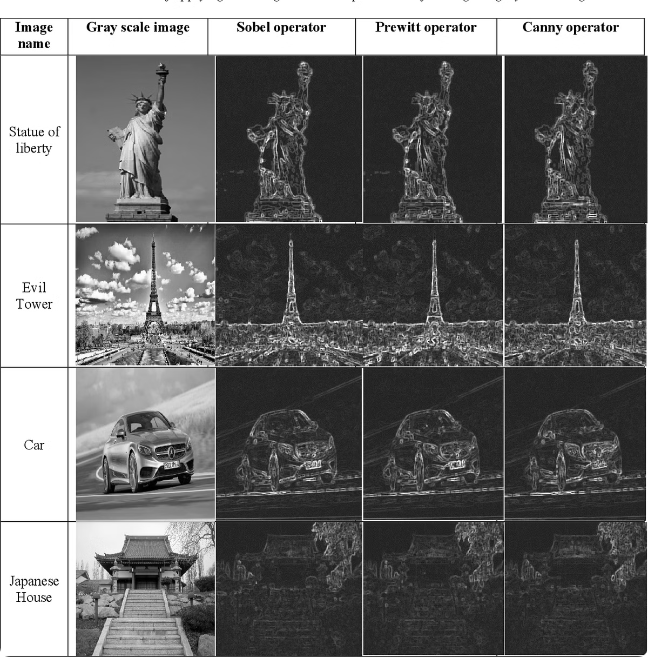 Image name
Gray scale image
Sobel operator
Prewitt operator
Canny operator
Statue of
liberty
Evil
Tower
Car
Japanese
House